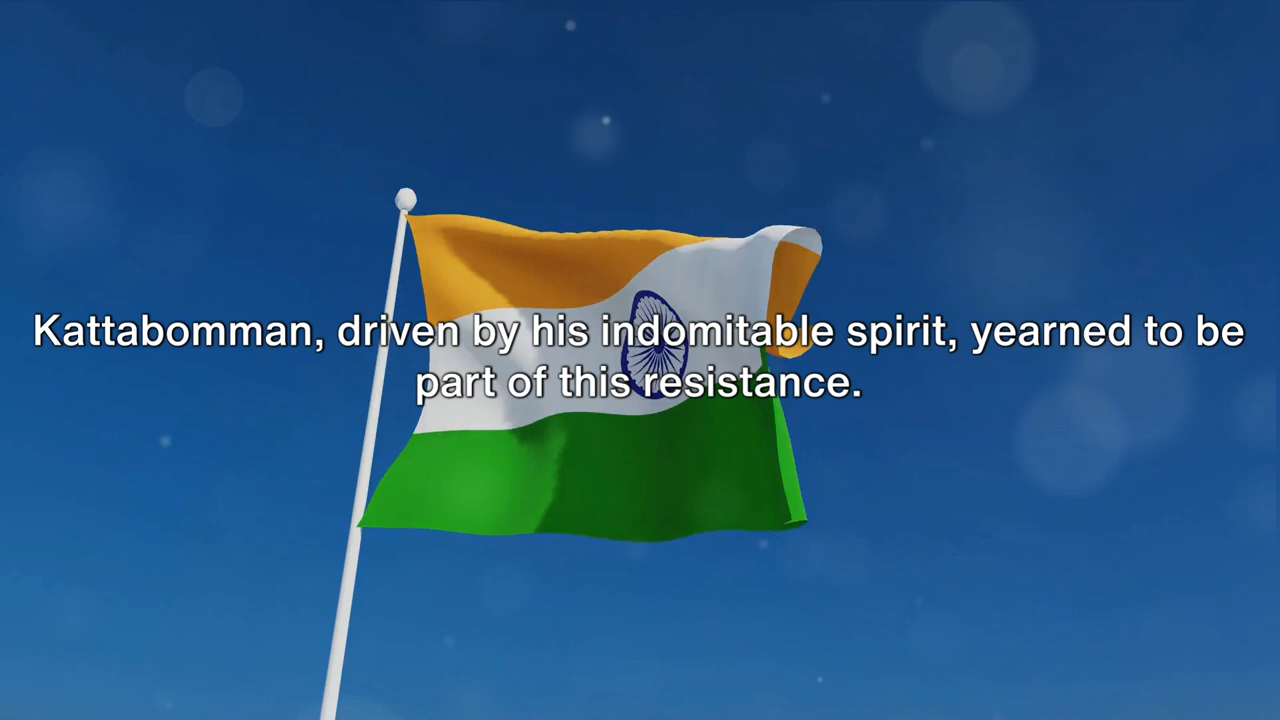 Kattabomman, driven by his indomitable spirit, yearned to be
part of this resistance.